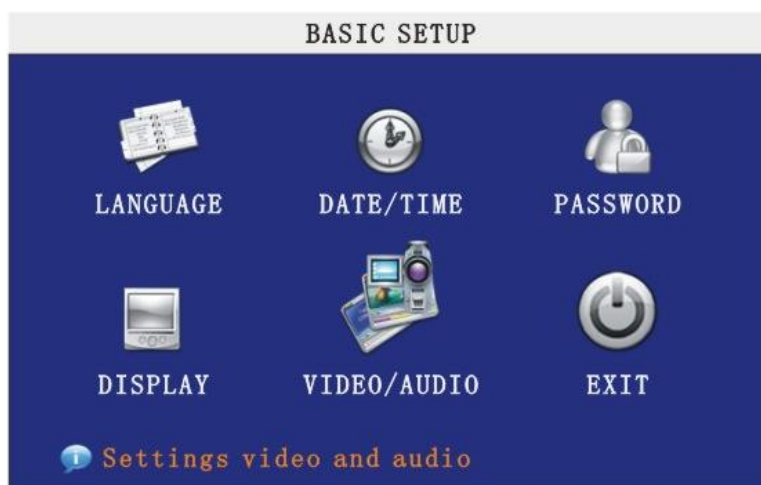 BASIC SETUP
LANGUAGE DATE/TIME PASSWORD
DISPLAY VIDEO/AUDIO EXIT
Settings video and audio